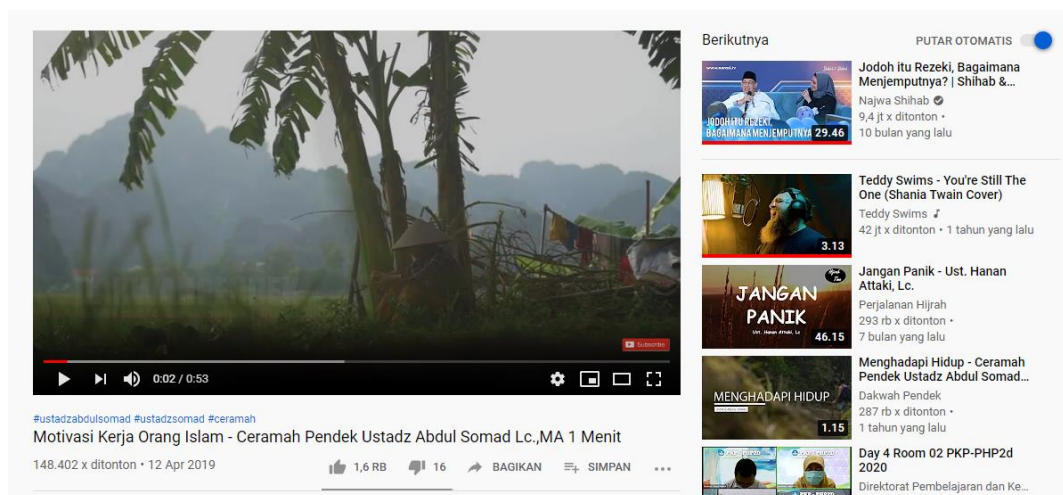 Subscribe
0:02 / 0:53
#ustadzabdulsomad #ustadzsomad #ceramah
Motivasi Kerja Orang Islam - Ceramah Pendek Ustadz Abdul Somad Lc.,MA 1 Menit
148.402 x ditonton • 12 Apr 2019
1,6 RB
16
BAGIKAN
SIMPAN
Berikutnya
PUTAR OTOMATIS
JODOH ITU REZEKI,
BAGAIMANA MENJEMPUTNYA
29.46
Jodoh itu Rezeki, Bagaimana
Menjemputnya? | Shihab &...
Najwa Shihab
9,4 jt x ditonton •
10 bulan yang lalu
3.13
Teddy Swims - You're Still The
One (Shania Twain Cover)
Teddy Swims
42 jt x ditonton • 1 tahun yang lalu
JANGAN
PANIK
Ust. Hanan Attaki, Lc
46.15
Jangan Panik - Ust. Hanan
Attaki, Lc.
Perjalanan Hijrah
293 rb x ditonton •
7 bulan yang lalu
MENGHADAPI HIDUP
1.15
Menghadapi Hidup - Ceramah
Pendek Ustadz Abdul Somad...
Dakwah Pendek
287 rb x ditonton •
1 tahun yang lalu
Day 4 Room 02 PKP-PHP2d
2020
Direktorat Pembelajaran dan Ke...